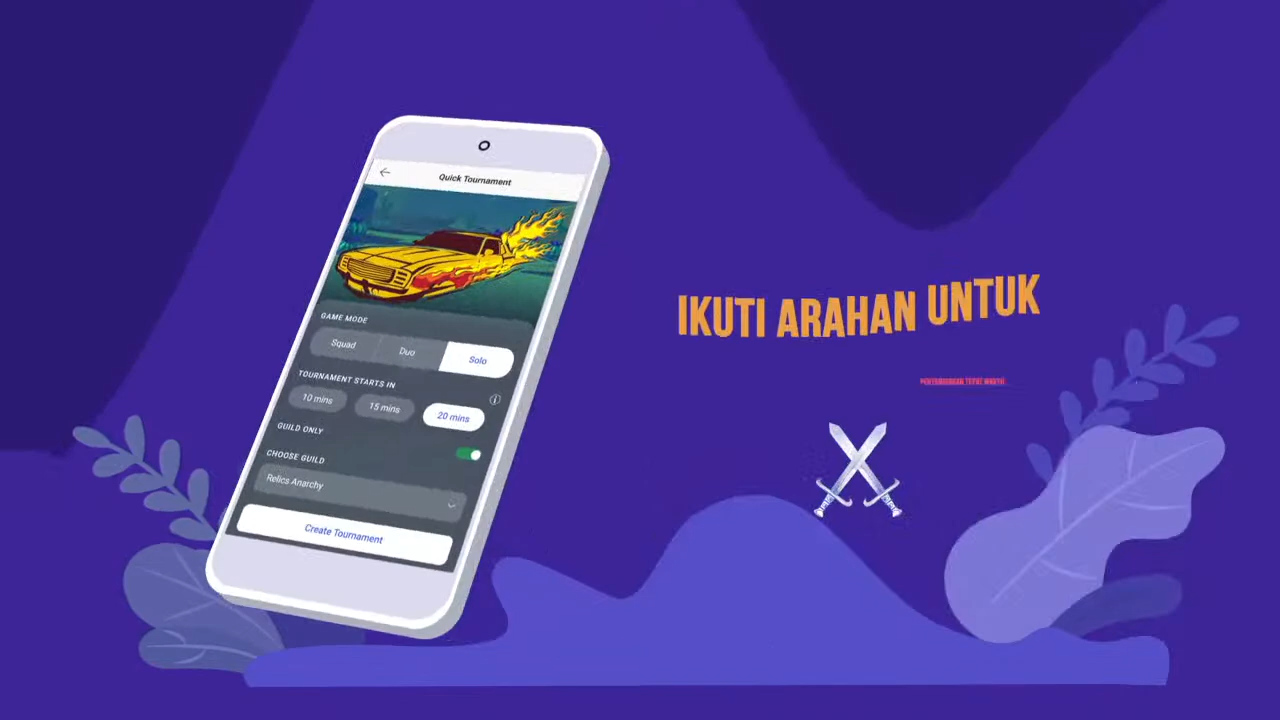 Quick Tournament
GAME MODE
Squad Duo Solo
TOURNAMENT STARTS IN
10 mins 15 mins 20 mins
GUILD ONLY
CHOOSE GUILD
Relics Anarchy
Create Tournament
IKUTI ARAHAN UNTUK